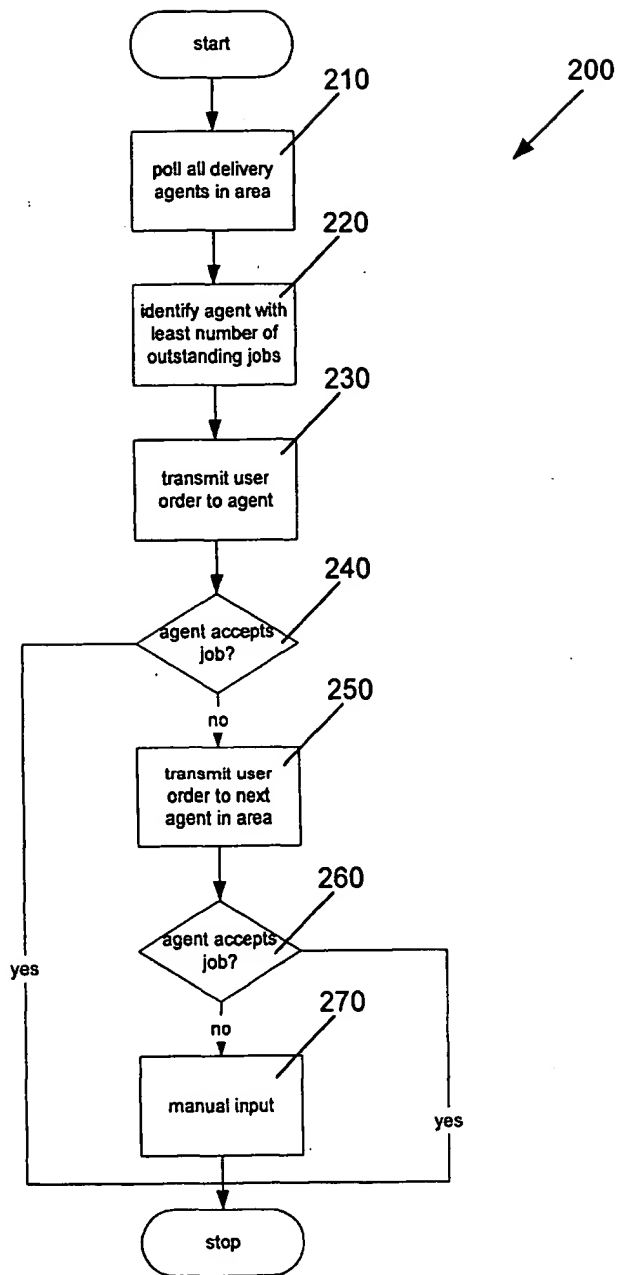 start
200
210
poll all delivery
agents in area
220
identify agent with
least number of
outstanding jobs
230
transmit user
order to agent
240
agent accepts
job?
no
250
transmit user
order to next
agent in area
260
agent accepts
job?
yes
no
270
manual input
yes
stop